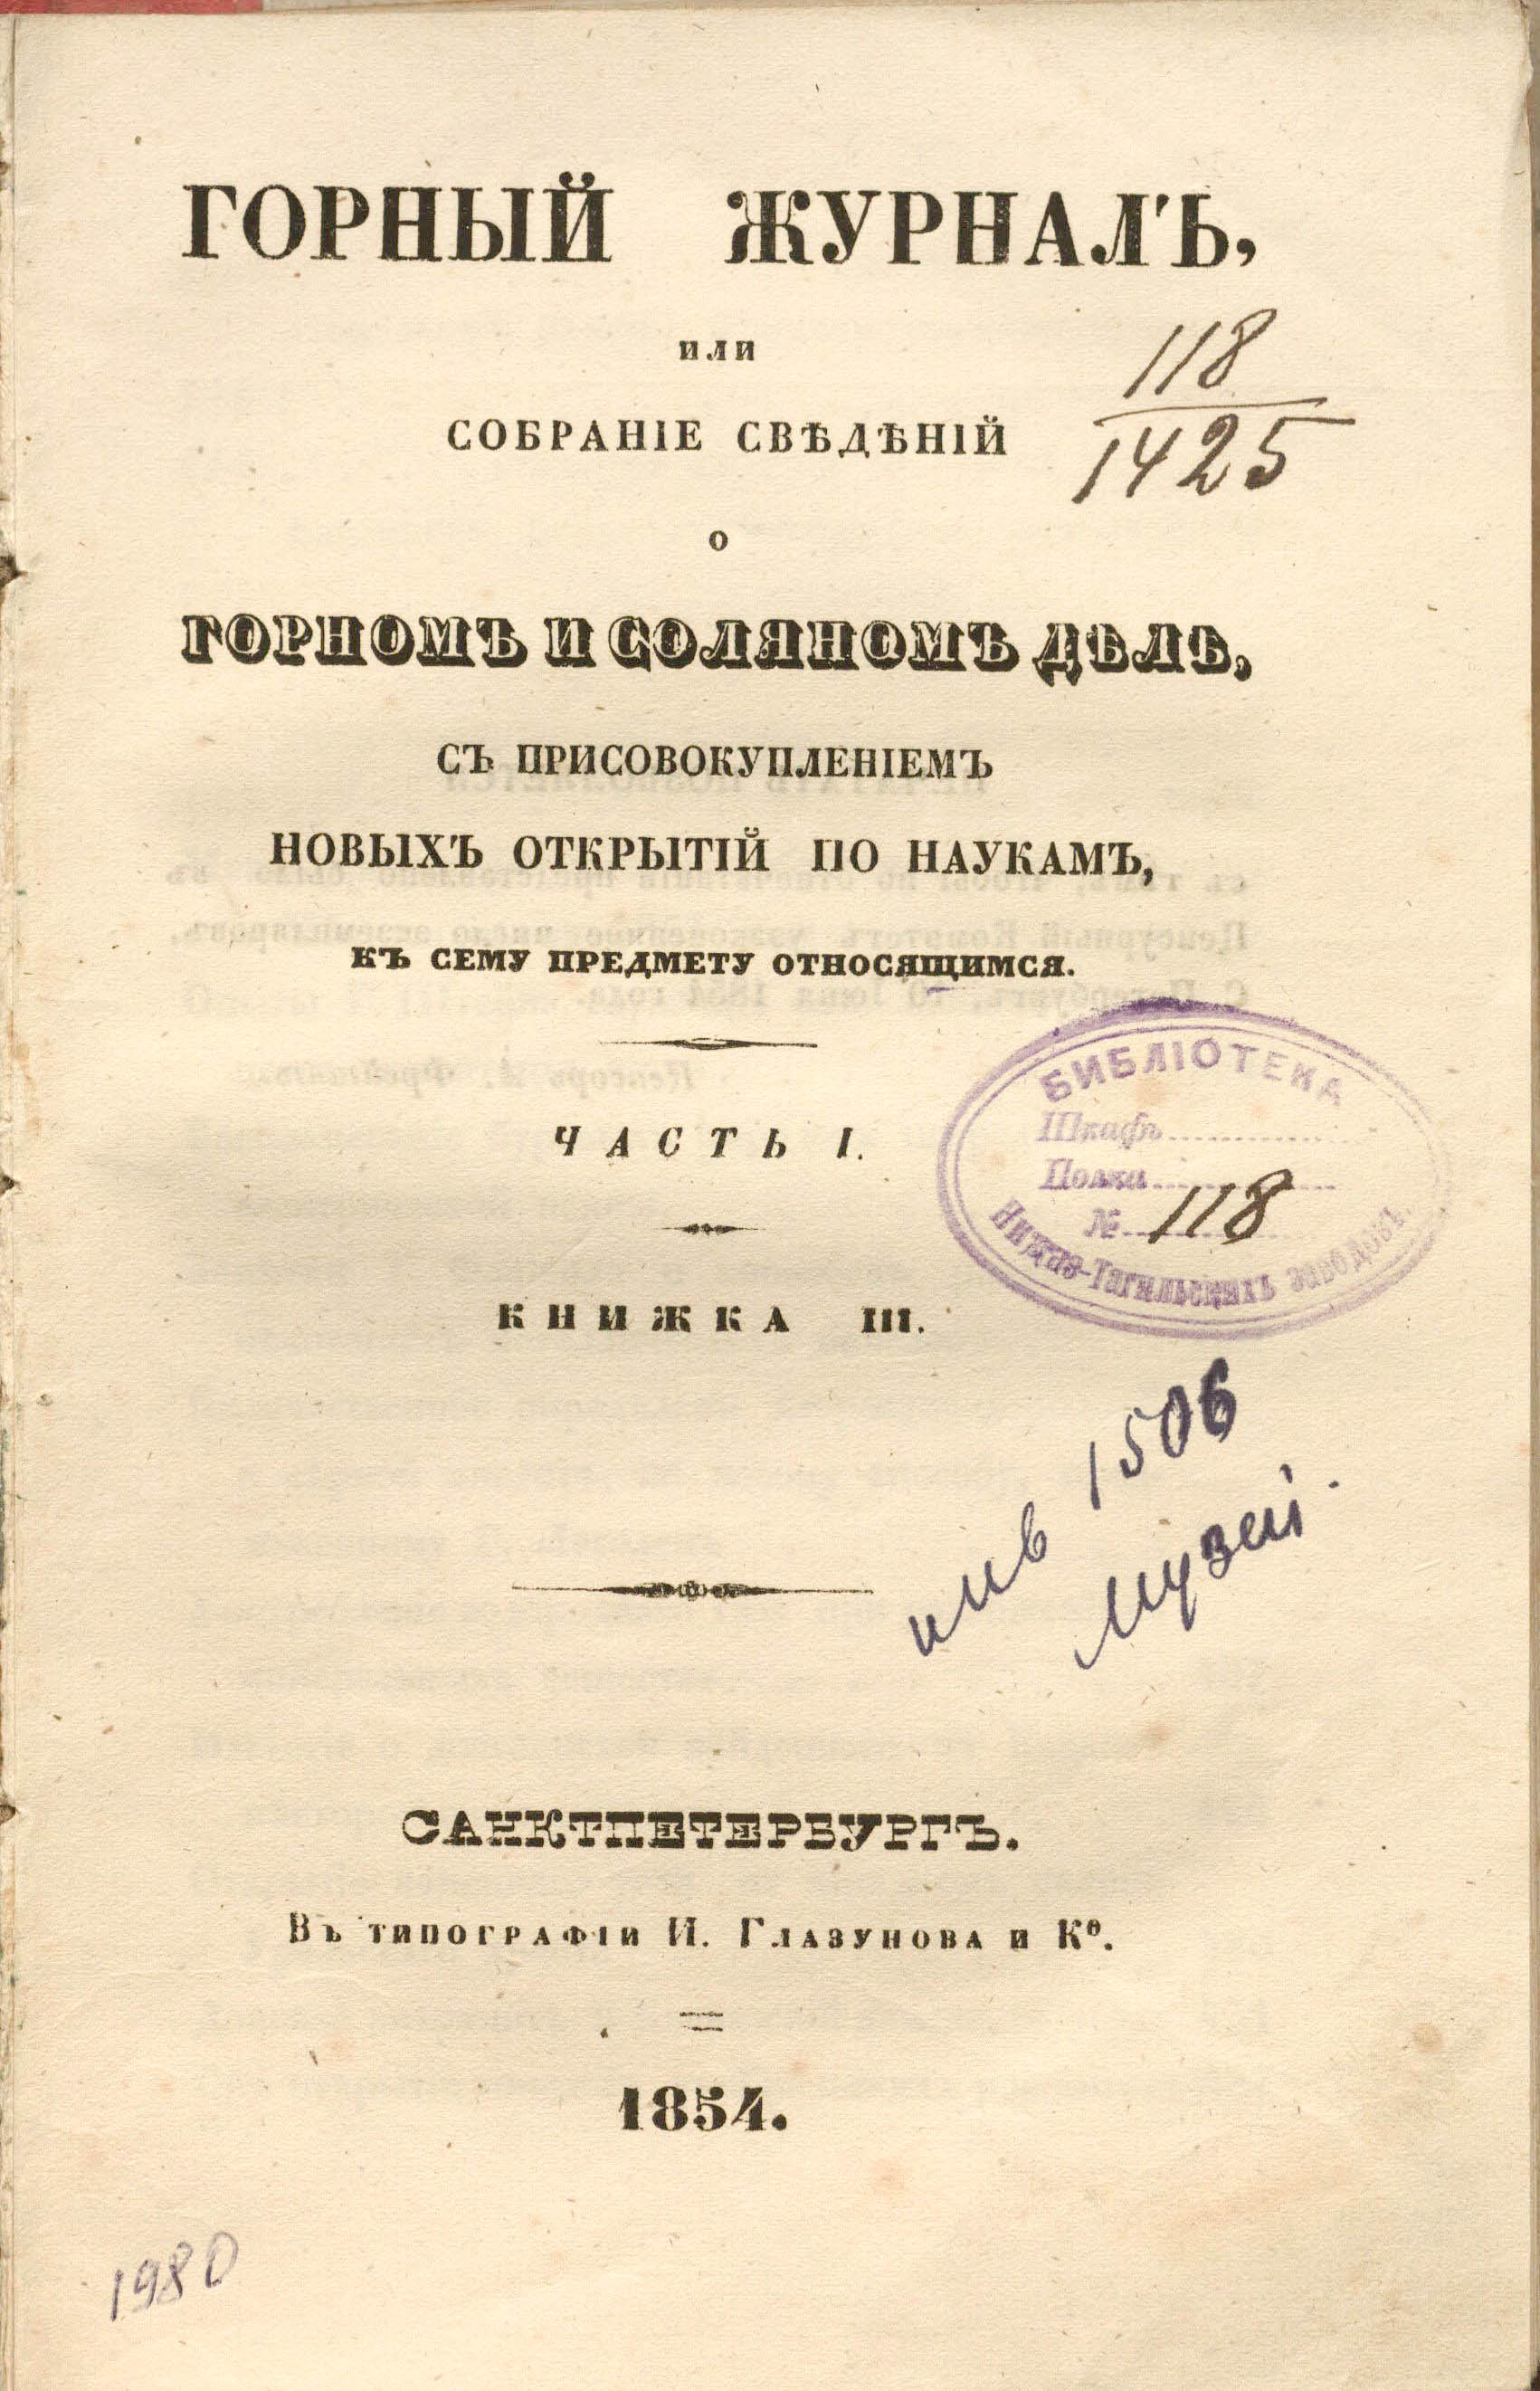 ГОРНЫЙ ЖУРНАЛЪ,
или
СОБРАНІЕ СВѢДѢНІЙ
118
1425
о
ГОРНОМЪ И СОЛЯНОМЪ ДѢЛѢ,
СЪ ПРИСОВОКУПЛЕНІЕМЪ
НОВЫХЪ ОТКРЫТІЙ ПО НАУКАМЪ,
КЪ СЕМУ ПРЕДМЕТУ ОТНОСЯЩИМСЯ.
ЧАСТЬ I.
БИБЛІОТЕКА
Шкафъ
Полка
№ 118
Нижне-Тагильскихъ заводовъ.
КНИЖКА III.
инв 1506
музей.
САНКТПЕТЕРБУРГЪ.
Въ типографіи И. Глазунова и Ко.
1854.
1980